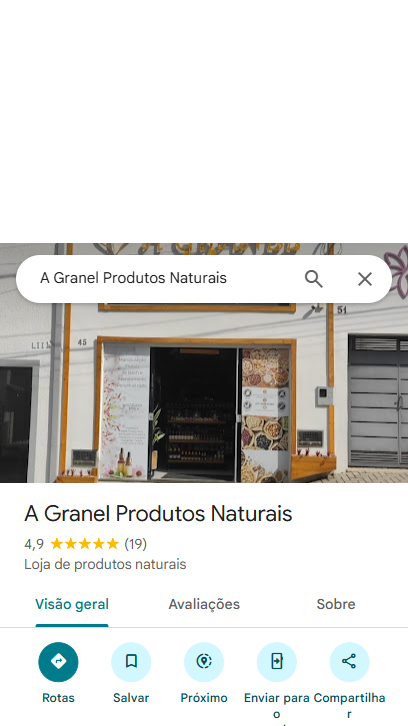 A GRANEL
A Granel Produtos Naturais
51
45
A Granel Produtos Naturais
4,9 (19)
Loja de produtos naturais
Visão geral Avaliações Sobre
Rotas Salvar Próximo Enviar para o Compartilhar